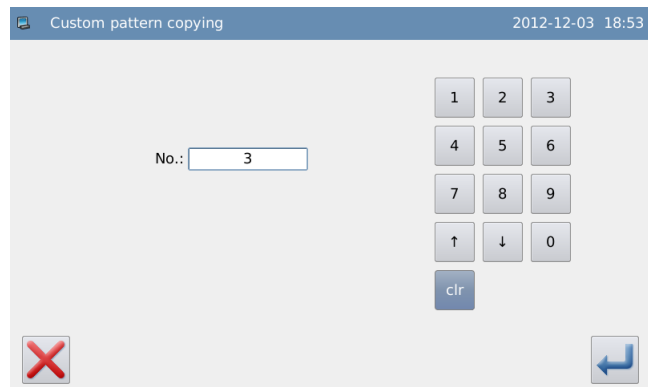 Custom pattern copying 2012-12-03 18:53
1 2 3
No.: 3
4 5 6
7 8 9
↑ ↓ 0
clr